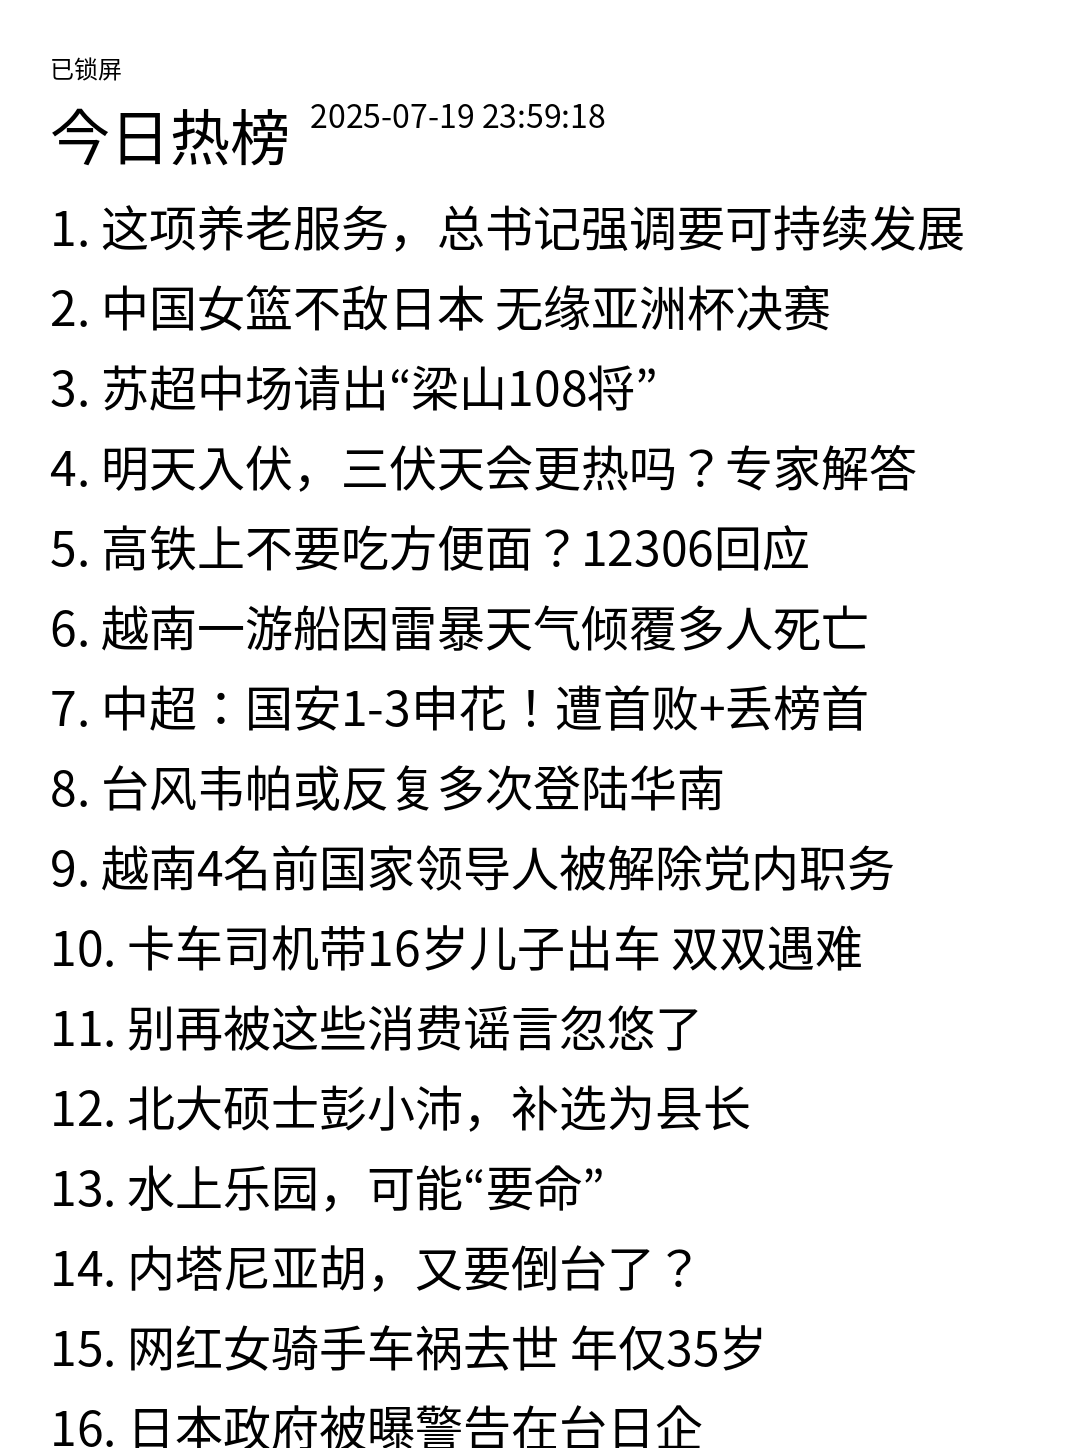 已锁屏
今日热榜 2025-07-19 23:59:18
1. 这项养老服务，总书记强调要可持续发展
2. 中国女篮不敌日本 无缘亚洲杯决赛
3. 苏超中场请出“梁山108将”
4. 明天入伏，三伏天会更热吗？专家解答
5. 高铁上不要吃方便面？12306回应
6. 越南一游船因雷暴天气倾覆多人死亡
7. 中超：国安1-3申花！遭首败+丢榜首
8. 台风韦帕或反复多次登陆华南
9. 越南4名前国家领导人被解除党内职务
10. 卡车司机带16岁儿子出车 双双遇难
11. 别再被这些消费谣言忽悠了
12. 北大硕士彭小沛，补选为县长
13. 水上乐园，可能“要命”
14. 内塔尼亚胡，又要倒台了？
15. 网红女骑手车祸去世 年仅35岁
16. 日本政府被曝警告在台日企